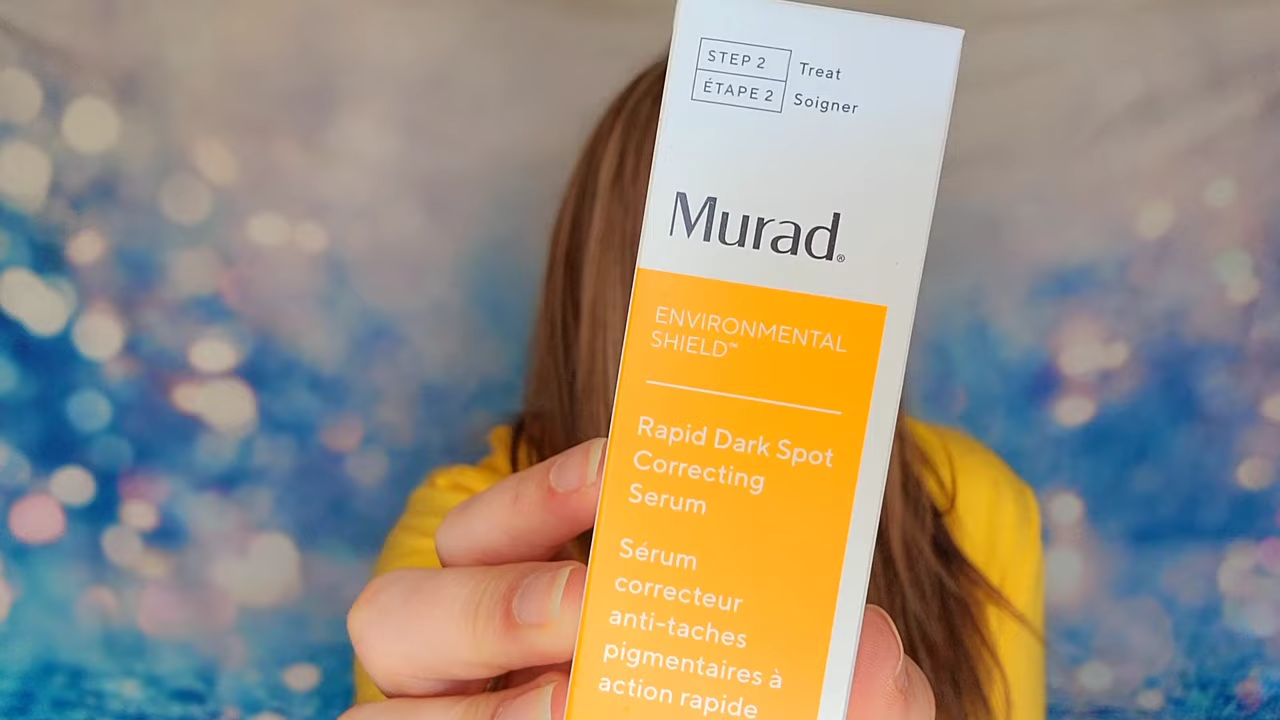 STEP 2 Treat
ÉTAPE 2 Soigner
Murad®
ENVIRONMENTAL
SHIELD™
Rapid Dark Spot
Correcting
Serum
Sérum
correcteur
anti-taches
pigmentaires à
action rapide